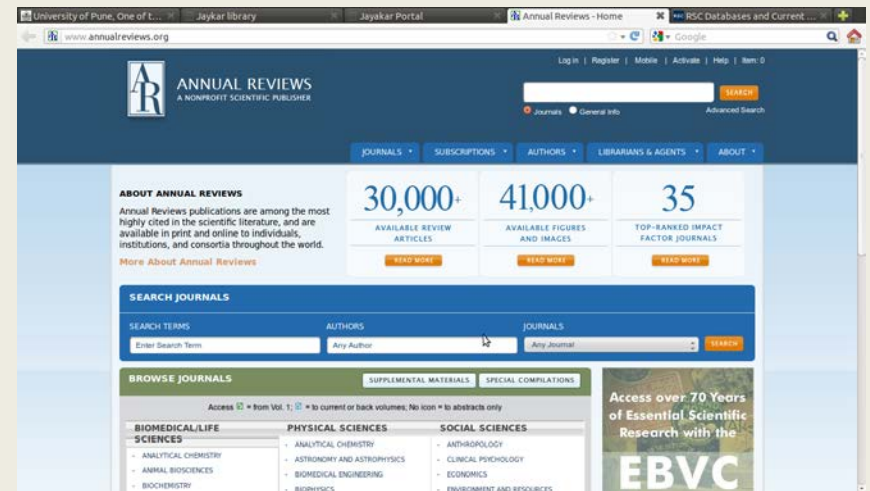 University of Pune, One of t...
Jaykar library
Jayakar Portal
Annual Reviews - Home
RSC Databases and Current ...
www.annualreviews.org
Google
Log in | Register | Mobile | Activate | Help | Item: 0
AR
ANNUAL REVIEWS
A NONPROFIT SCIENTIFIC PUBLISHER
SEARCH
Journals General Info
Advanced Search
JOURNALS SUBSCRIPTIONS AUTHORS LIBRARIANS & AGENTS ABOUT
ABOUT ANNUAL REVIEWS
Annual Reviews publications are among the most
highly cited in the scientific literature, and are
available in print and online to individuals,
institutions, and consortia throughout the world.
More About Annual Reviews
30,000+
AVAILABLE REVIEW
ARTICLES
READ MORE
41,000+
AVAILABLE FIGURES
AND IMAGES
READ MORE
35
TOP-RANKED IMPACT
FACTOR JOURNALS
READ MORE
SEARCH JOURNALS
SEARCH TERMS AUTHORS JOURNALS
Enter Search Term Any Author Any Journal SEARCH
BROWSE JOURNALS SUPPLEMENTAL MATERIALS SPECIAL COMPILATIONS
Access = from Vol. 1; = to current or back volumes; No icon = to abstracts only
BIOMEDICAL/LIFE
SCIENCES
- ANALYTICAL CHEMISTRY
- ANIMAL BIOSCIENCES
- BIOCHEMISTRY
PHYSICAL SCIENCES
- ANALYTICAL CHEMISTRY
- ASTRONOMY AND ASTROPHYSICS
- BIOMEDICAL ENGINEERING
- BIOPHYSICS
SOCIAL SCIENCES
- ANTHROPOLOGY
- CLINICAL PSYCHOLOGY
- ECONOMICS
- ENVIRONMENT AND RESOURCES
Access over 70 Years
of Essential Scientific
Research with the
EBVC